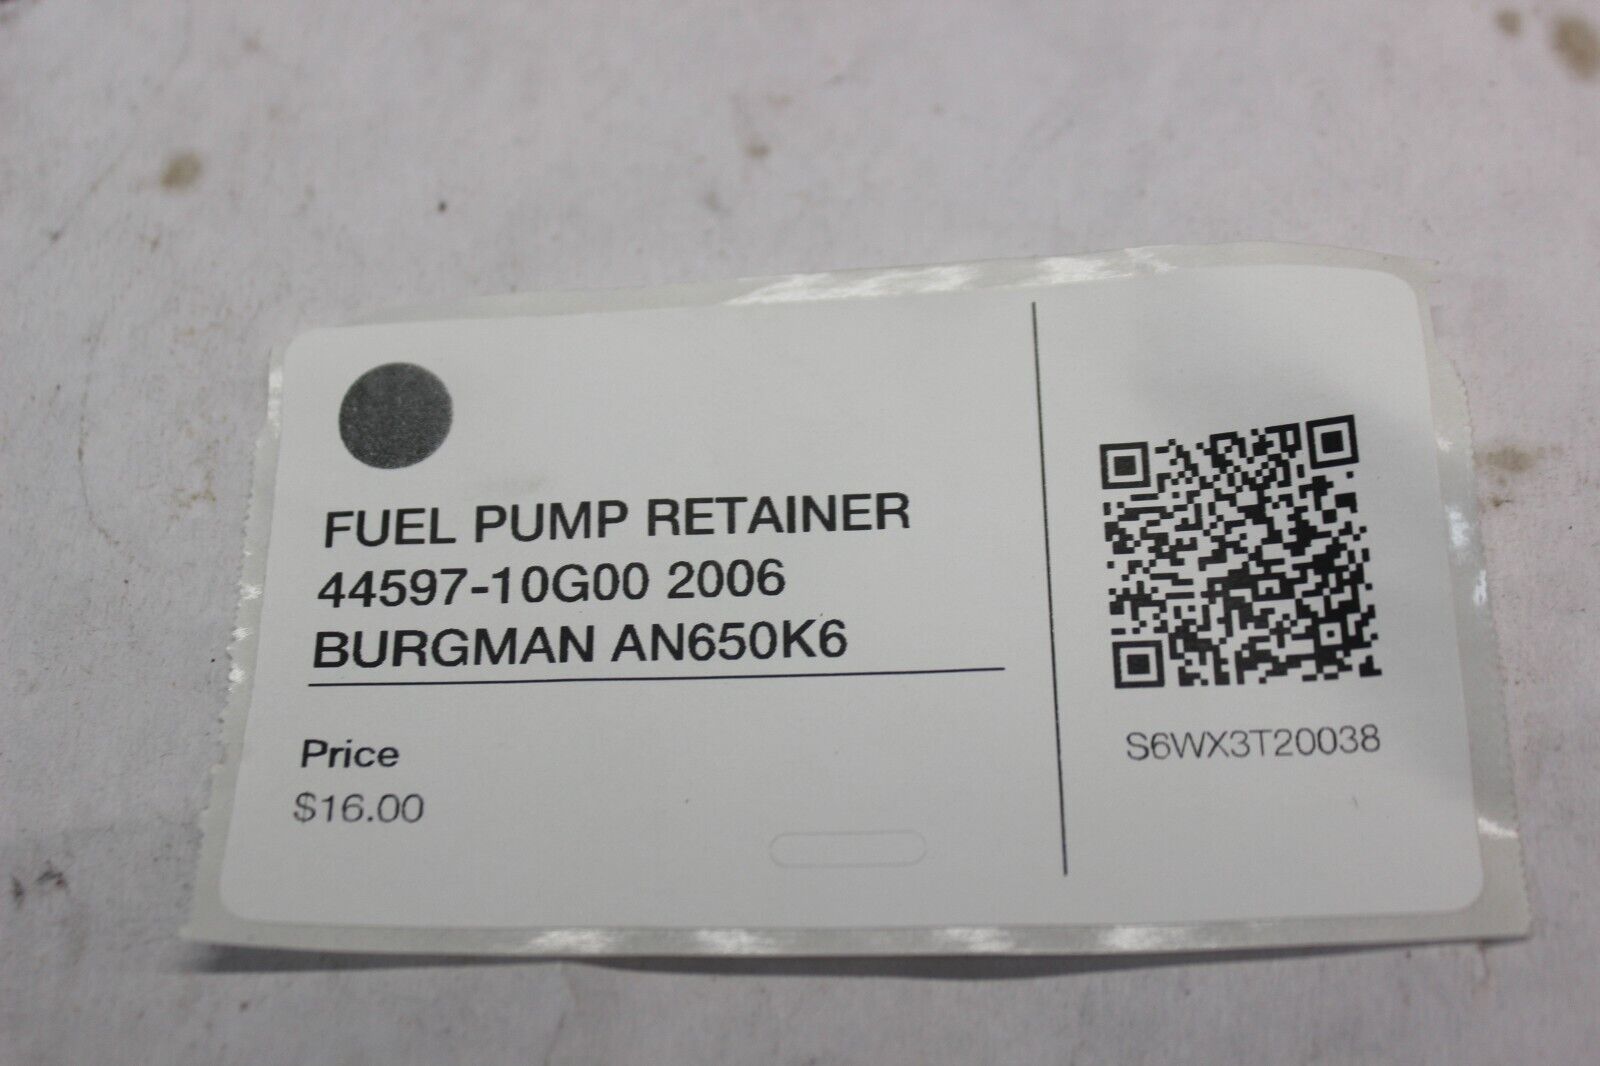 FUEL PUMP RETAINER
44597-10G00 2006
BURGMAN AN650K6
Price
$16.00
S6WX3T20038